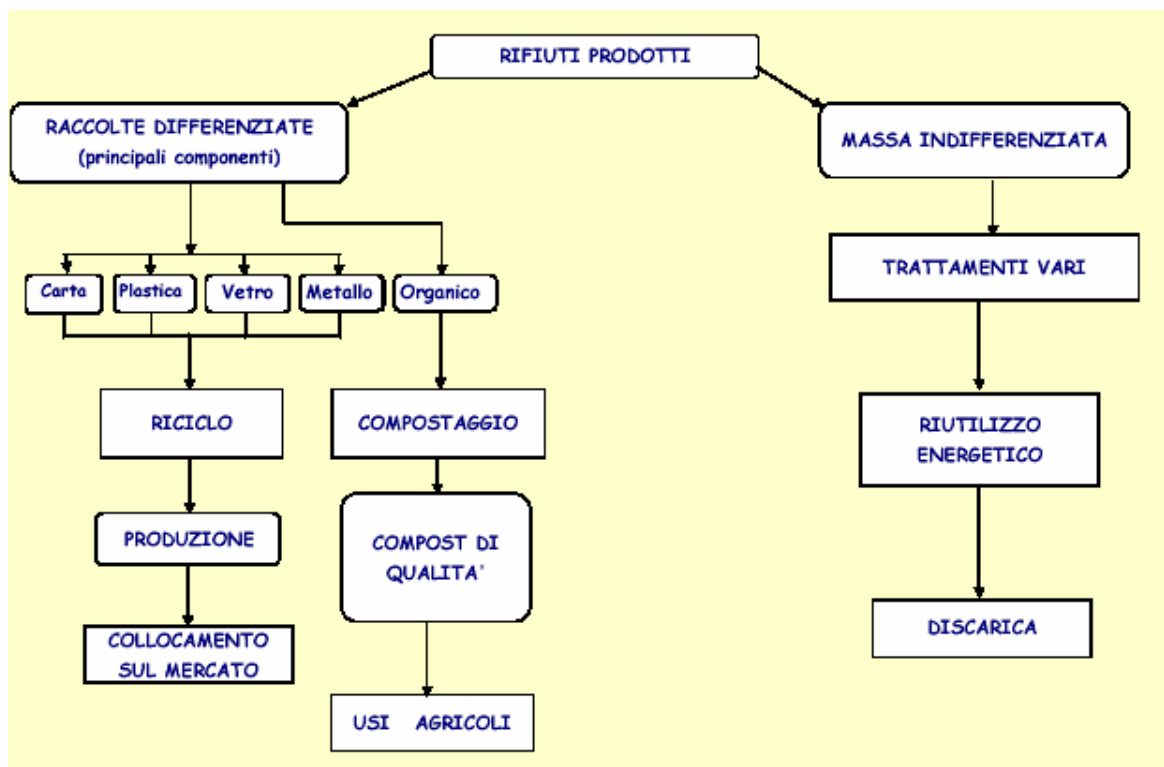 RIFIUTI PRODOTTI
RACCOLTE DIFFERENZIATE
(principali componenti)
MASSA INDIFFERENZIATA
TRATTAMENTI VARI
Carta
Plastica
Vetro
Metallo
Organico
RICICLO
COMPOSTAGGIO
RIUTILIZZO
ENERGETICO
PRODUZIONE
COMPOST DI
QUALITA'
COLLOCAMENTO
SUL MERCATO
DISCARICA
USI AGRICOLI